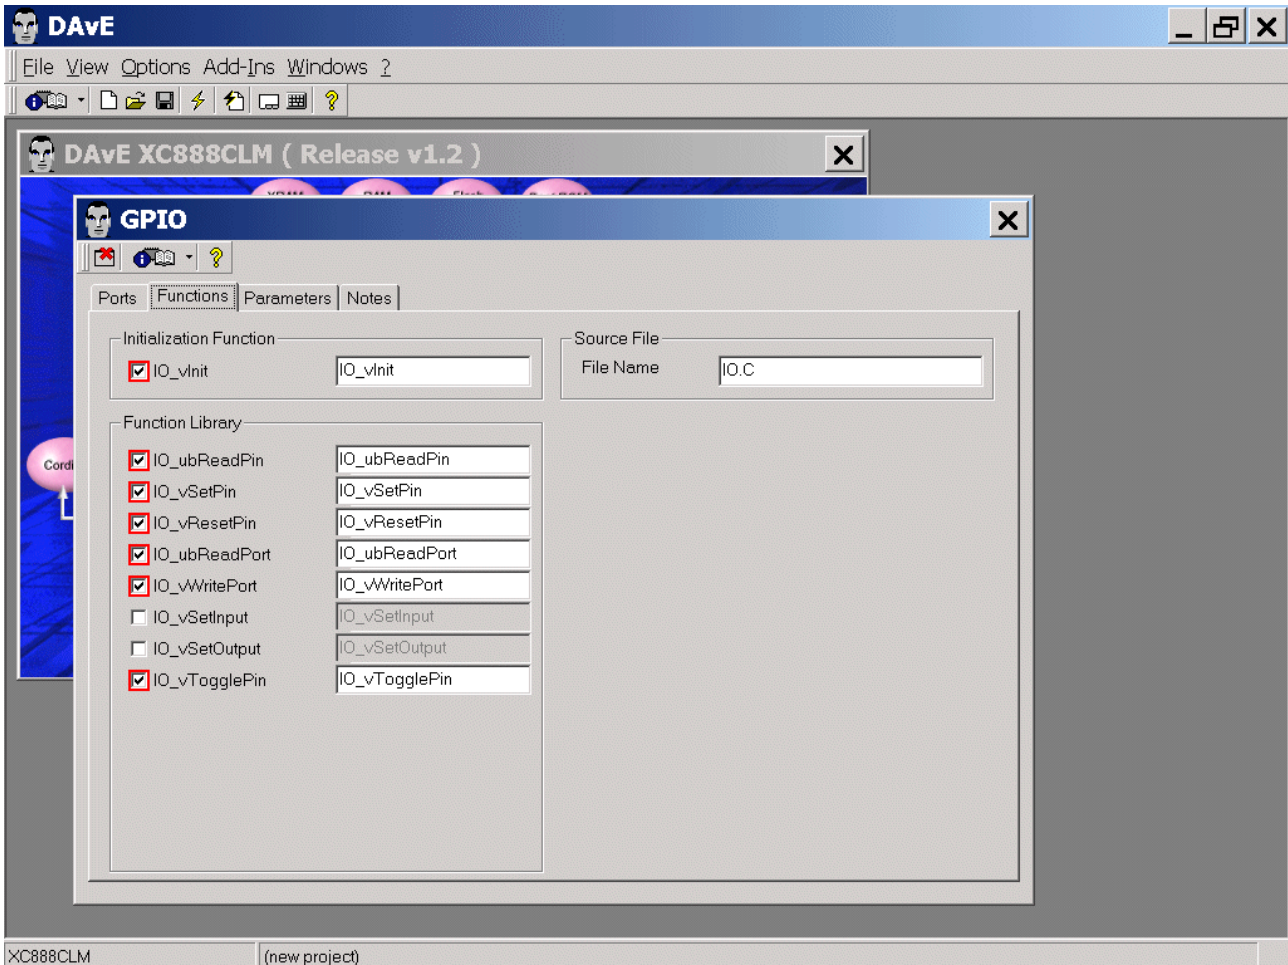 DAvE
File View Options Add-Ins Windows ?
DAvE XC888CLM ( Release v1.2 )
GPIO
Ports Functions Parameters Notes
Initialization Function
IO_vInit IO_vInit
Source File
File Name IO.C
Function Library
IO_ubReadPin IO_ubReadPin
IO_vSetPin IO_vSetPin
IO_vResetPin IO_vResetPin
IO_ubReadPort IO_ubReadPort
IO_vWritePort IO_vWritePort
IO_vSetInput IO_vSetInput
IO_vSetOutput IO_vSetOutput
IO_vTogglePin IO_vTogglePin
Cordi
XC888CLM (new project)